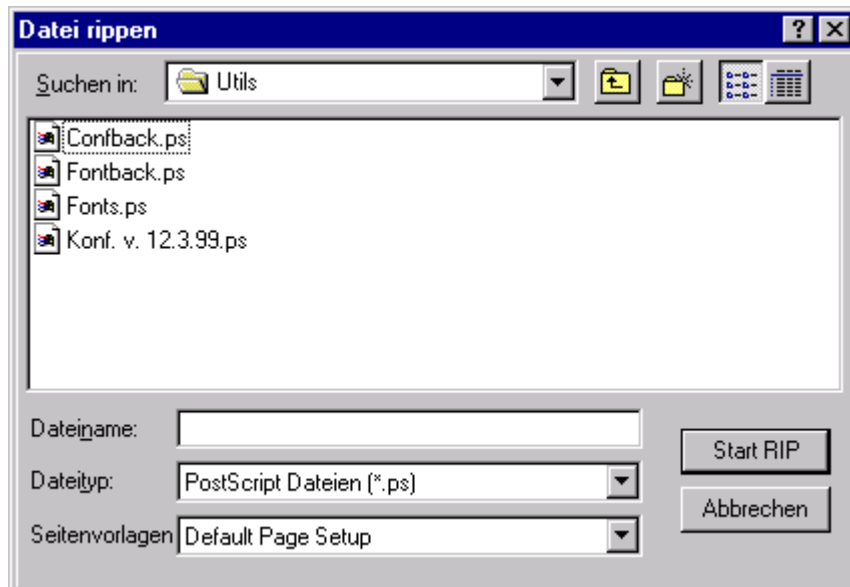 Datei rippen
Suchen in: Utils
Confback.ps
Fontback.ps
Fonts.ps
Konf. v. 12.3.99.ps
Dateiname:
Start RIP
Dateityp: PostScript Dateien (*.ps)
Abbrechen
Seitenvorlagen Default Page Setup